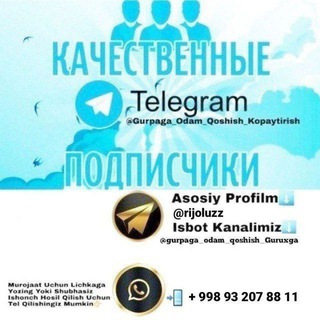 КАЧЕСТВЕННЫЕ
Telegram
@Gurpaga_Odam_Qoshish_Kopaytirish
ПОДПИСЧИКИ
Asosiy Profilm⬇️
@rijoluzz
Isbot Kanalimiz⬇️
@gurpaga_odam_qoshish_Guruxga
Murojaat Uchun Lichkaga
Yozing Yoki Shubhasiz
Ishonch Hosil Qilish Uchun
Tel Qilishingiz Mumkin👉
📲 + 998 93 207 88 11